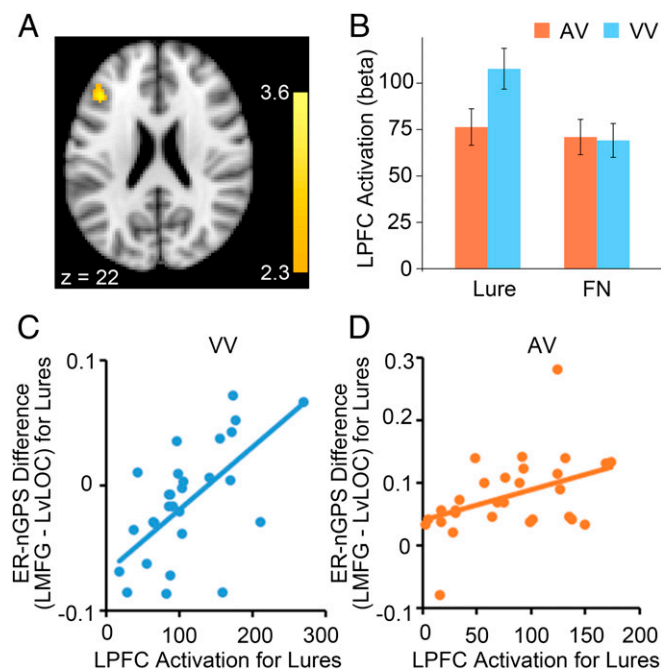 A
3.6
2.3
z = 22
B
AV VV
LPFC Activation (beta)
100
75
50
25
0
Lure FN
C
VV
ER-nGPS Difference
(LMFG - LvLOC) for Lures
0.1
0
-0.1
0 100 200 300
LPFC Activation for Lures
D
AV
ER-nGPS Difference
(LMFG - LvLOC) for Lures
0.3
0.2
0.1
0
-0.1
0 50 100 150 200
LPFC Activation for Lures